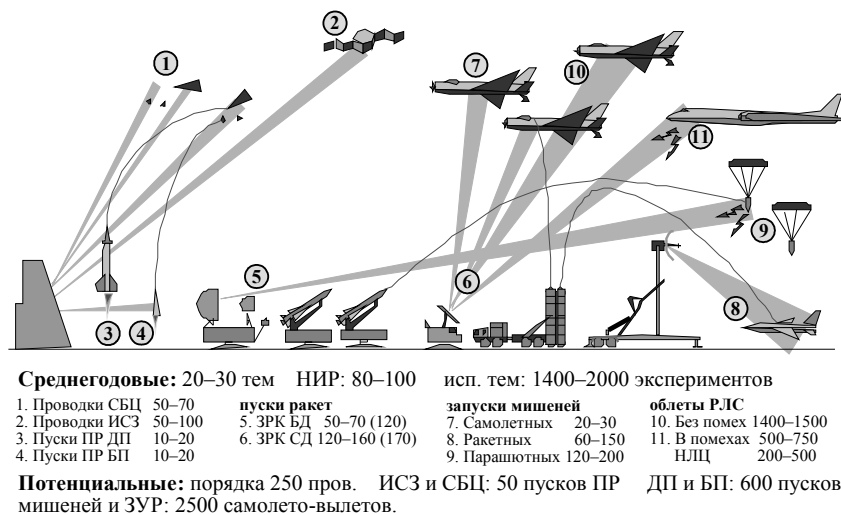 2
1
7
10
11
9
5
6
8
3
4
Среднегодовые: 20–30 тем НИР: 80–100 исп. тем: 1400–2000 экспериментов
1. Проводки СБЦ 50–70
2. Проводки ИСЗ 50–100
3. Пуски ПР ДП 10–20
4. Пуски ПР БП 10–20
пуски ракет
5. ЗРК БД 50–70 (120)
6. ЗРК СД 120–160 (170)
запуски мишеней
7. Самолетных 20–30
8. Ракетных 60–150
9. Парашютных 120–200
облеты РЛС
10. Без помех 1400–1500
11. В помехах 500–750
НЛЦ 200–500
Потенциальные: порядка 250 пров. ИСЗ и СБЦ: 50 пусков ПР ДП и БП: 600 пусков
мишеней и ЗУР: 2500 самолето-вылетов.